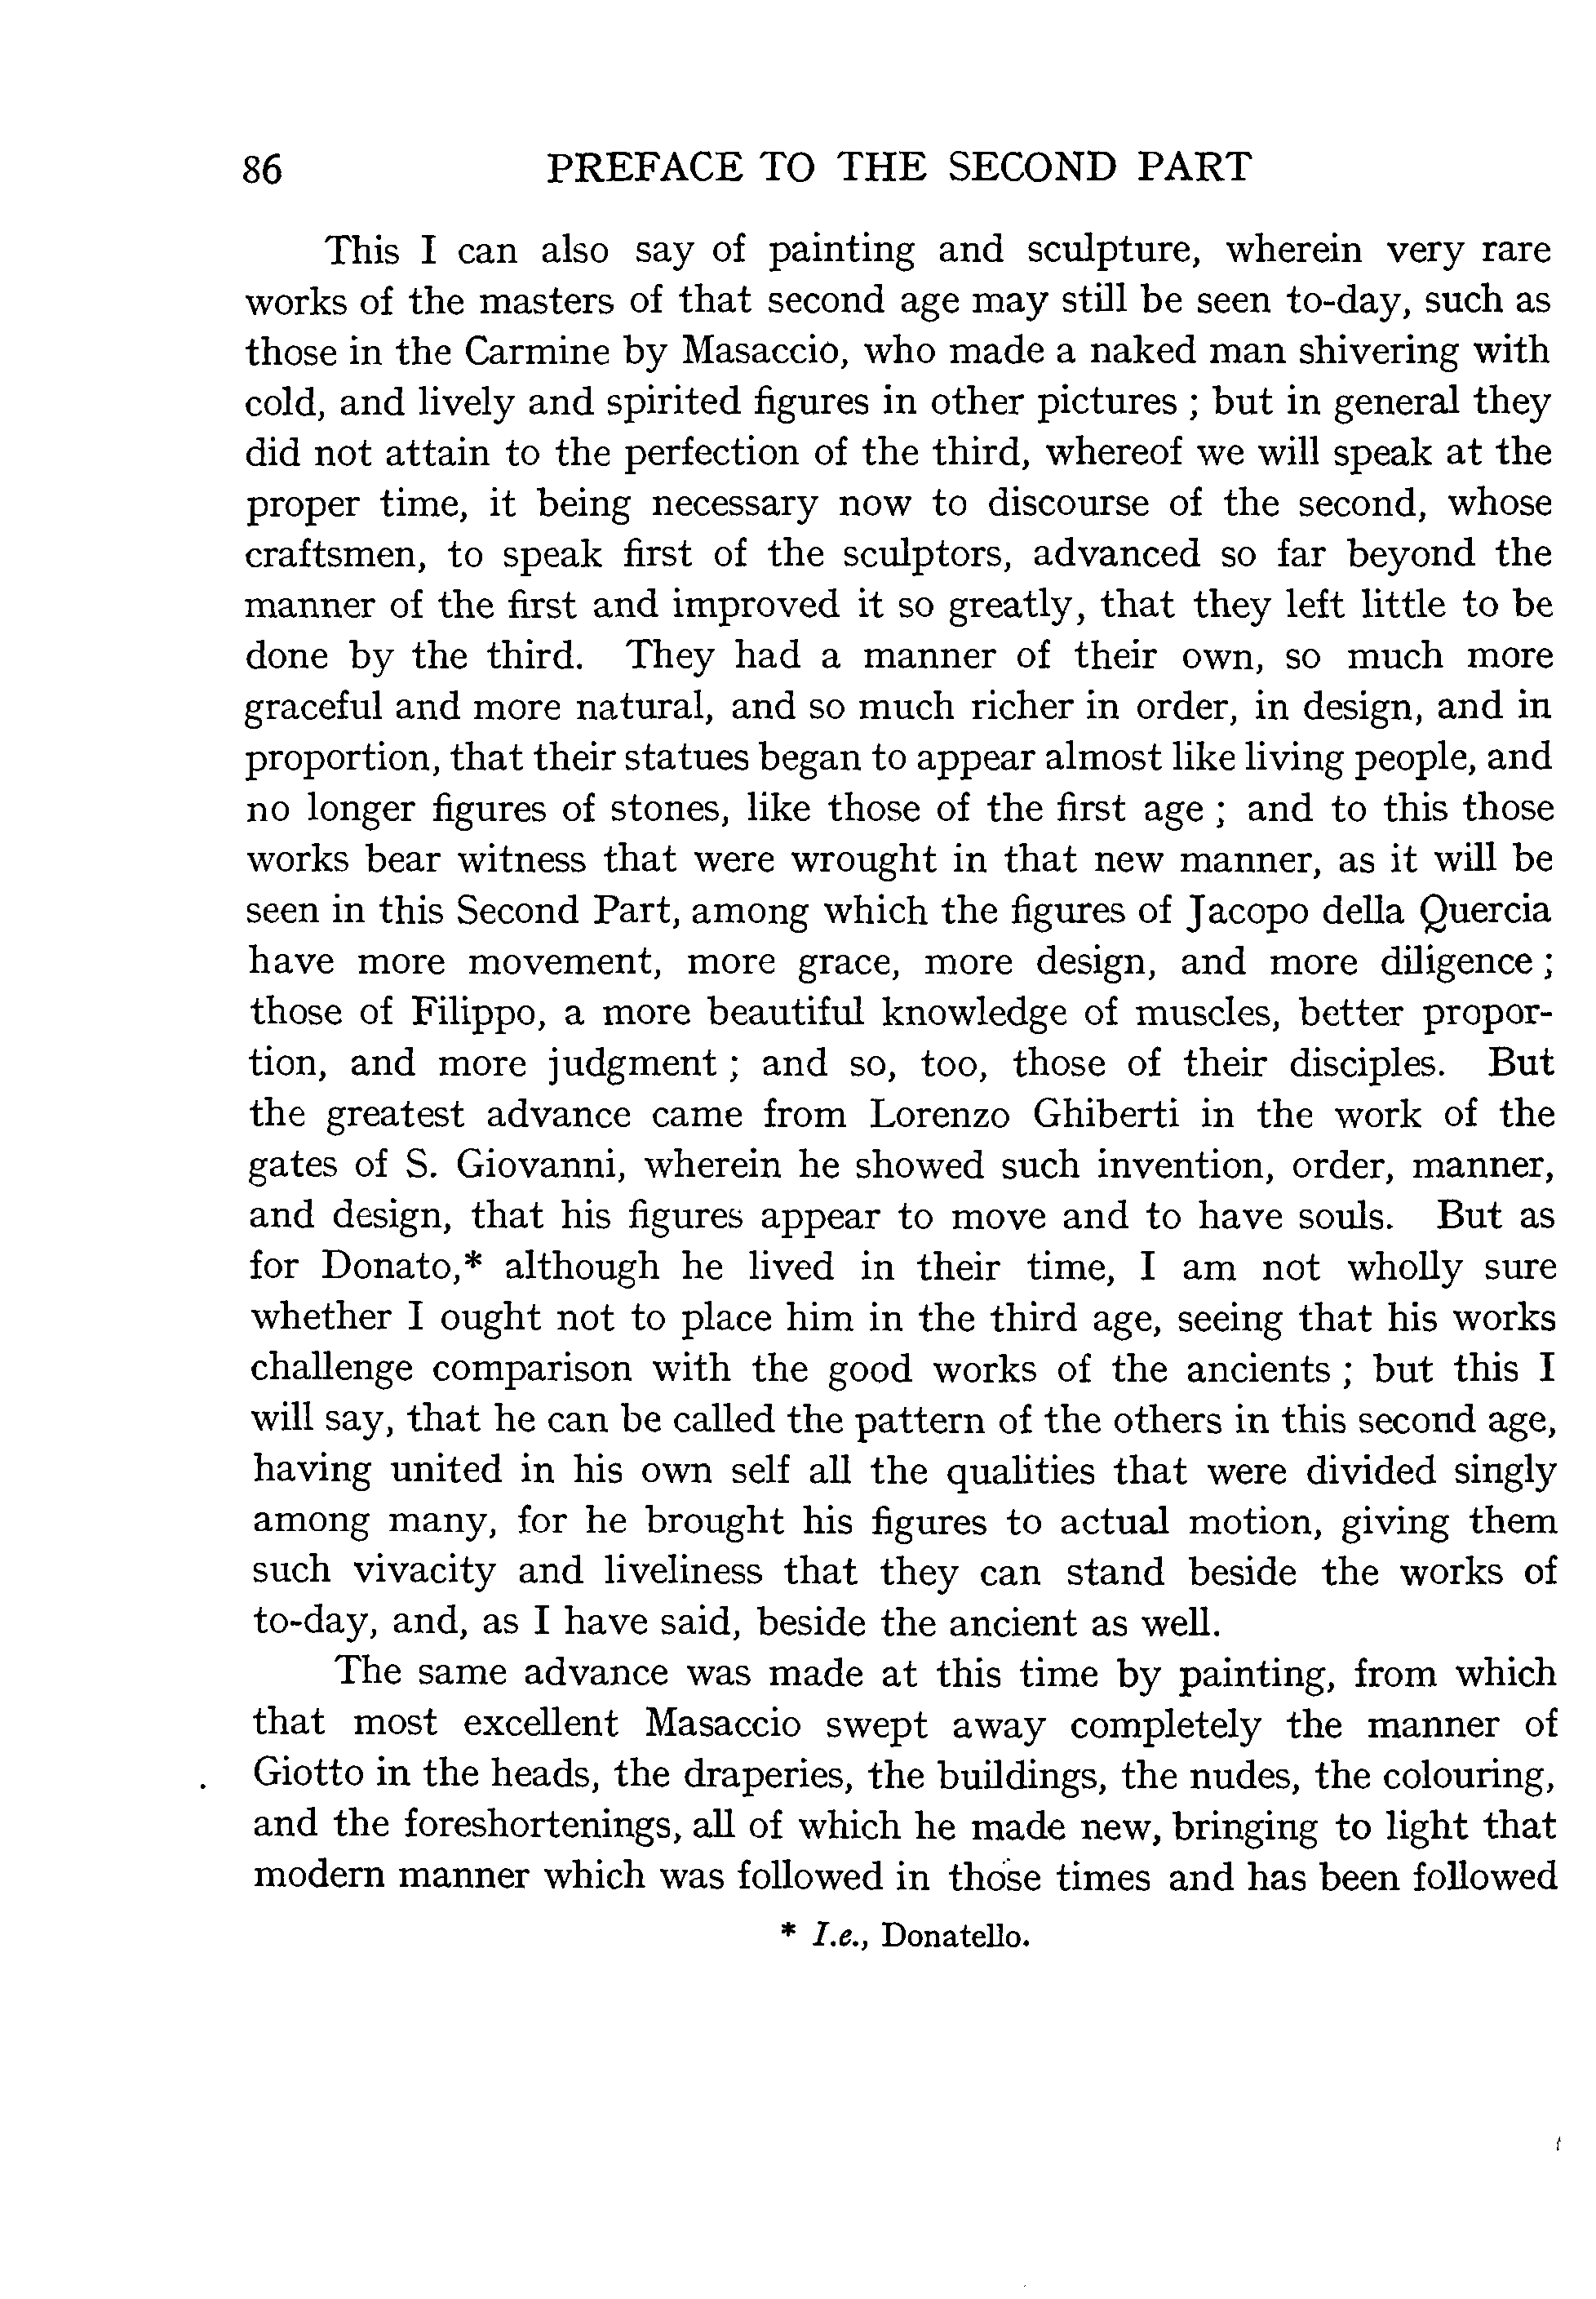 86 PREFACE TO THE SECOND PART
This I can also say of painting and sculpture, wherein very rare
works of the masters of that second age may still be seen to-day, such as
those in the Carmine by Masaccio, who made a naked man shivering with
cold, and lively and spirited figures in other pictures ; but in general they
did not attain to the perfection of the third, whereof we will speak at the
proper time, it being necessary now to discourse of the second, whose
craftsmen, to speak first of the sculptors, advanced so far beyond the
manner of the first and improved it so greatly, that they left little to be
done by the third. They had a manner of their own, so much more
graceful and more natural, and so much richer in order, in design, and in
proportion, that their statues began to appear almost like living people, and
no longer figures of stones, like those of the first age ; and to this those
works bear witness that were wrought in that new manner, as it will be
seen in this Second Part, among which the figures of Jacopo della Quercia
have more movement, more grace, more design, and more diligence ;
those of Filippo, a more beautiful knowledge of muscles, better propor-
tion, and more judgment ; and so, too, those of their disciples. But
the greatest advance came from Lorenzo Ghiberti in the work of the
gates of S. Giovanni, wherein he showed such invention, order, manner,
and design, that his figures appear to move and to have souls. But as
for Donato,* although he lived in their time, I am not wholly sure
whether I ought not to place him in the third age, seeing that his works
challenge comparison with the good works of the ancients ; but this I
will say, that he can be called the pattern of the others in this second age,
having united in his own self all the qualities that were divided singly
among many, for he brought his figures to actual motion, giving them
such vivacity and liveliness that they can stand beside the works of
to-day, and, as I have said, beside the ancient as well.
The same advance was made at this time by painting, from which
that most excellent Masaccio swept away completely the manner of
Giotto in the heads, the draperies, the buildings, the nudes, the colouring,
and the foreshortenings, all of which he made new, bringing to light that
modern manner which was followed in those times and has been followed
* I.e., Donatello.